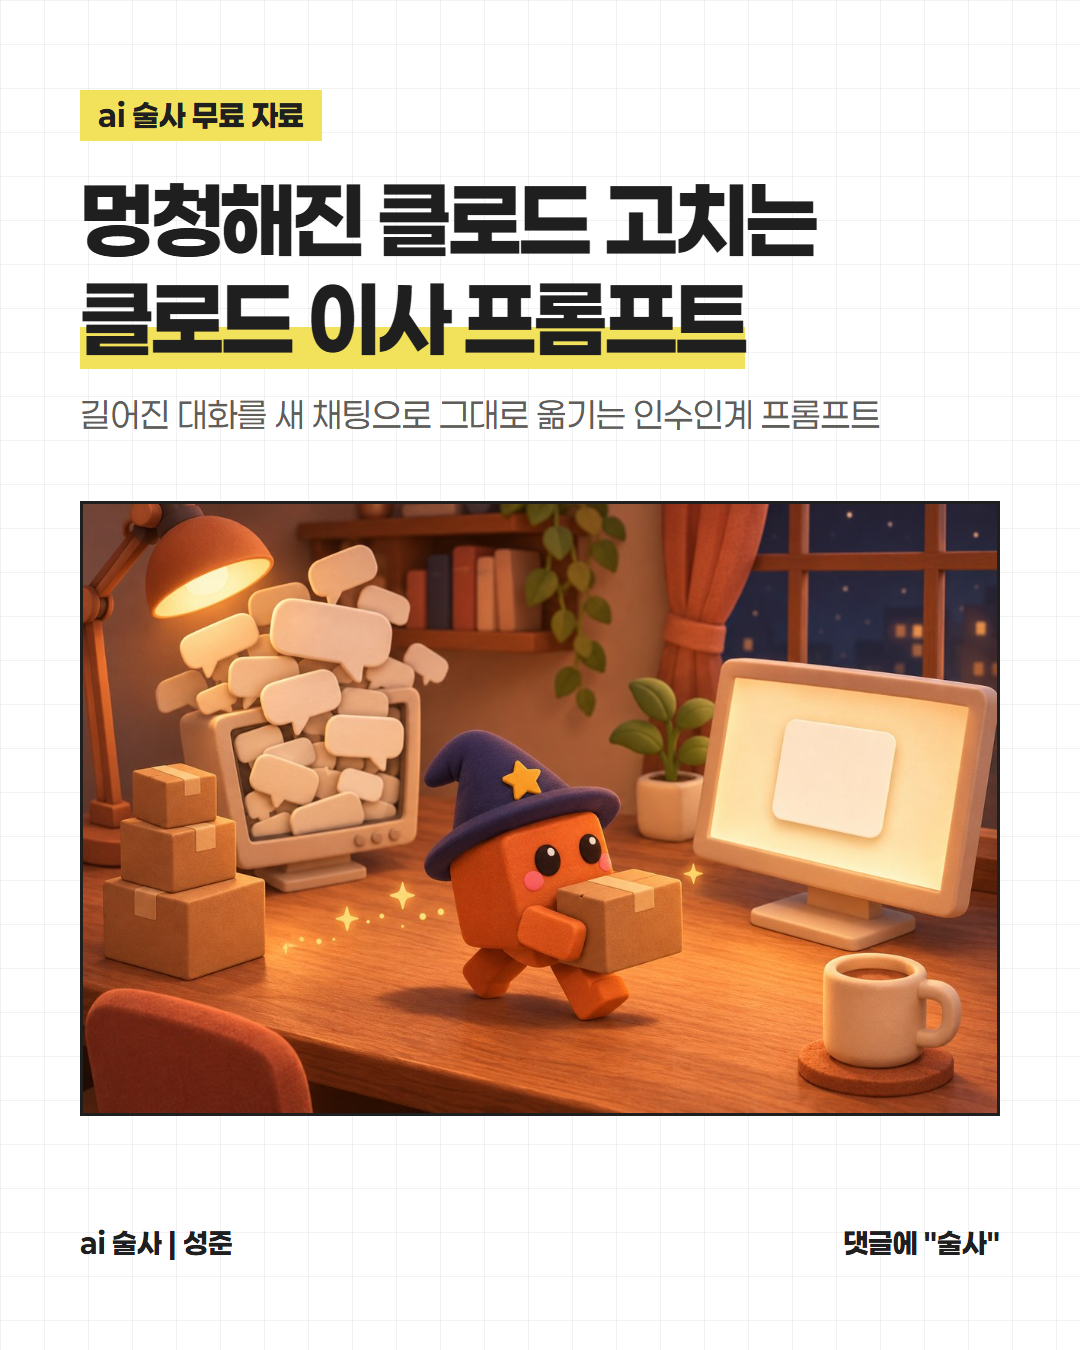 ai 술사 무료 자료
멍청해진 클로드 고치는
클로드 이사 프롬프트
길어진 대화를 새 채팅으로 그대로 옮기는 인수인계 프롬프트
ai 술사 | 성준
댓글에 "술사"